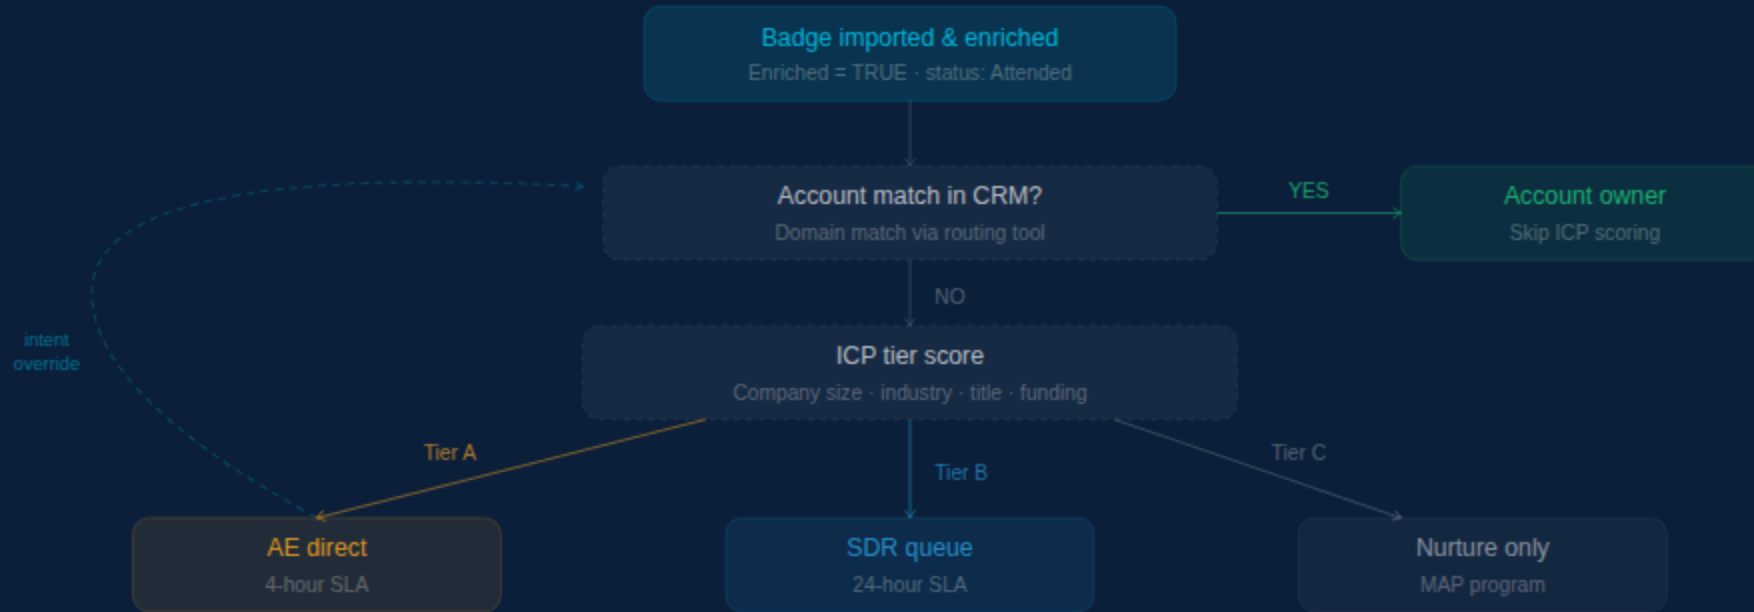 Badge imported & enriched
Enriched = TRUE · status: Attended
Account match in CRM?
Domain match via routing tool
YES
Account owner
Skip ICP scoring
NO
intent
override
ICP tier score
Company size · industry · title · funding
Tier A
Tier B
Tier C
AE direct
4-hour SLA
SDR queue
24-hour SLA
Nurture only
MAP program